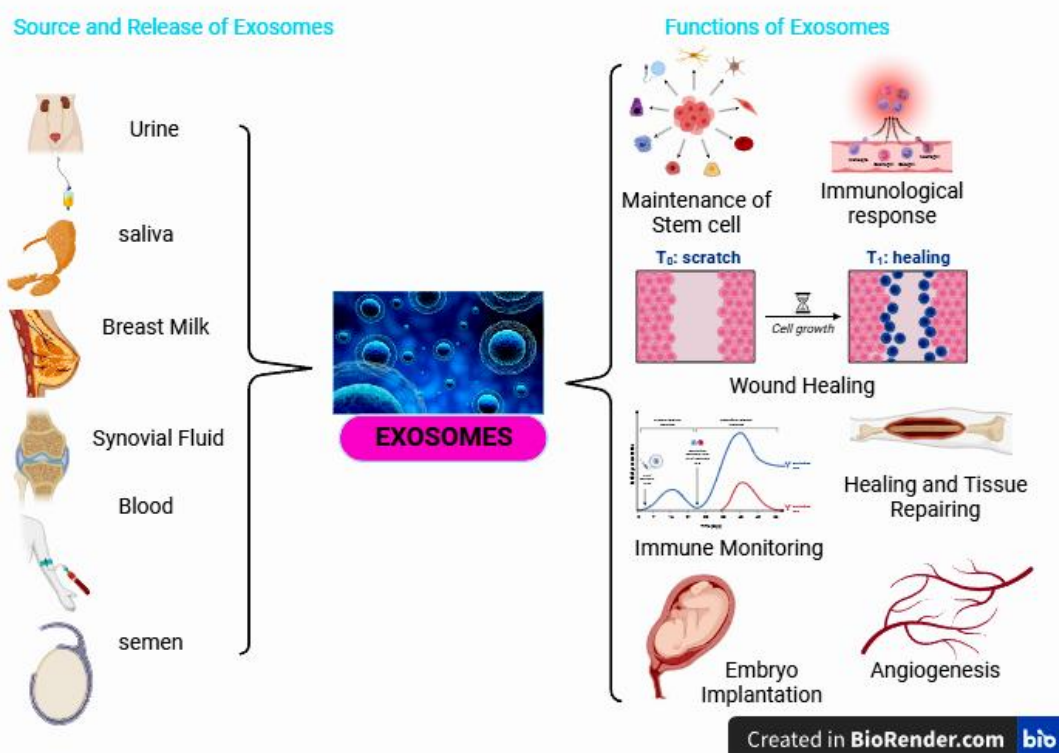 Source and Release of Exosomes
Functions of Exosomes
Urine
saliva
Breast Milk
Synovial Fluid
Blood
semen
EXOSOMES
Maintenance of
Stem cell
Immunological
response
T₀: scratch
T₁: healing
Cell growth
Wound Healing
Immune Monitoring
Healing and Tissue
Repairing
Embryo
Implantation
Angiogenesis
Created in BioRender.com bio